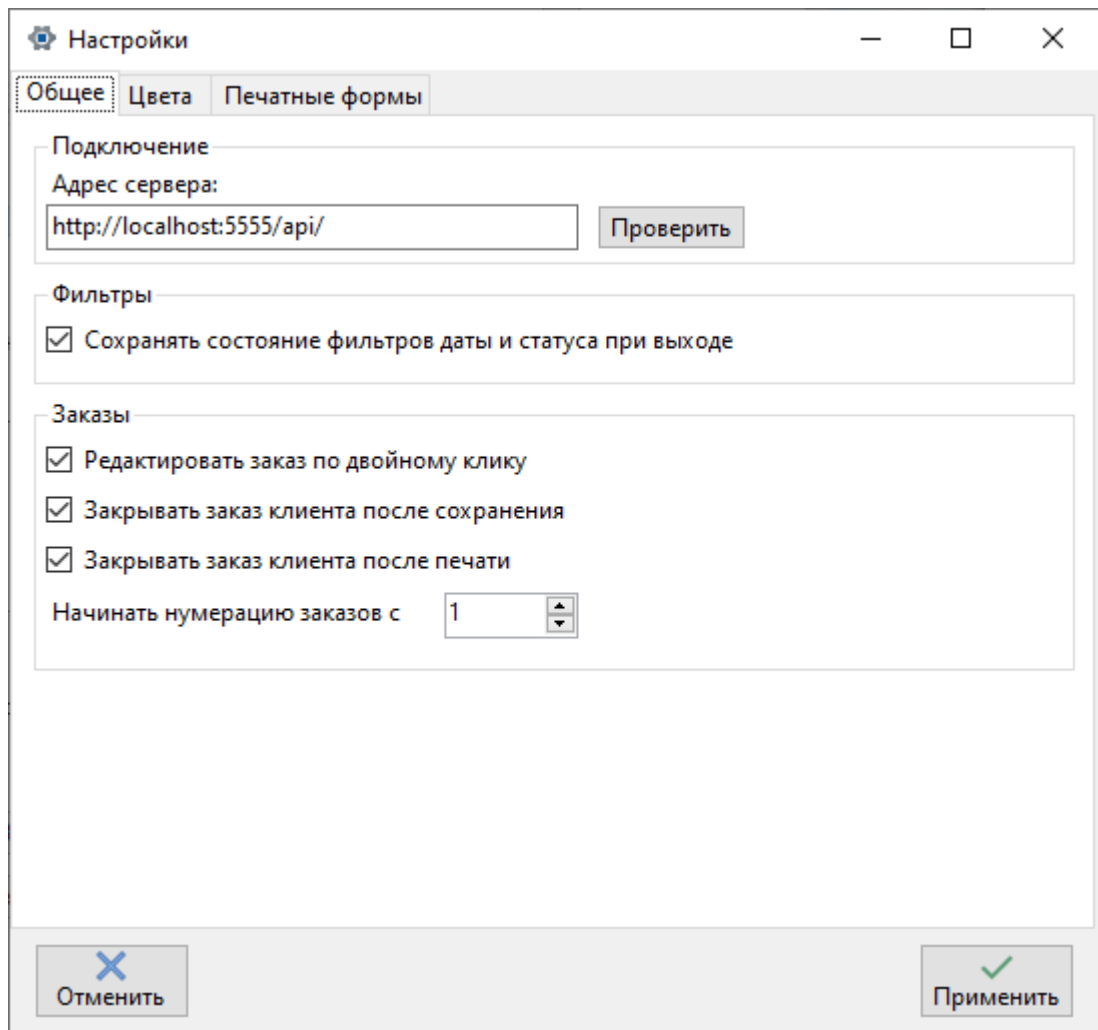 Настройки
Общее Цвета Печатные формы
Подключение
Адрес сервера:
http://localhost:5555/api/ Проверить
Фильтры
Сохранять состояние фильтров даты и статуса при выходе
Заказы
Редактировать заказ по двойному клику
Закрывать заказ клиента после сохранения
Закрывать заказ клиента после печати
Начинать нумерацию заказов с 1
Отменить Применить